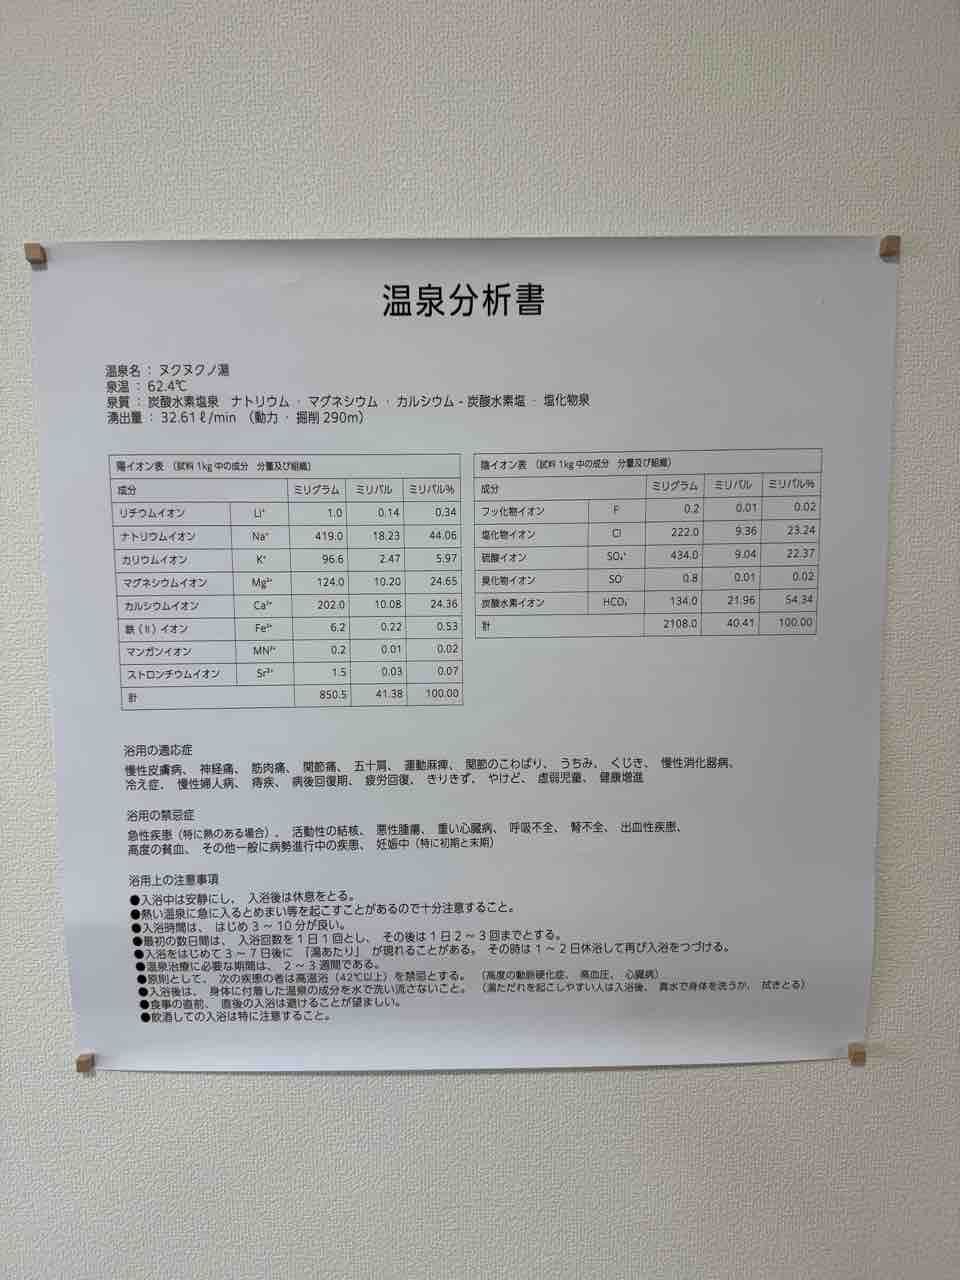 温泉分析書
温泉名 : ヌクヌクノ湯
泉温 : 62.4℃
泉質 : 炭酸水素塩泉 ナトリウム ・ マグネシウム ・ カルシウム - 炭酸水素塩 ・ 塩化物泉
湧出量 : 32.61ℓ/min (動力 ・ 掘削 290m)
陽イオン表 (試料 1kg 中の成分 分量及び組織)
成分 ミリグラム ミリバル ミリバル%
リチウムイオン Li⁺ 1.0 0.14 0.34
ナトリウムイオン Na⁺ 419.0 18.23 44.06
カリウムイオン K⁺ 96.6 2.47 5.97
マグネシウムイオン Mg²⁺ 124.0 10.20 24.65
カルシウムイオン Ca²⁺ 202.0 10.08 24.36
鉄(Ⅱ)イオン Fe²⁺ 6.2 0.22 0.53
マンガンイオン MN²⁺ 0.2 0.01 0.02
ストロンチウムイオン Sr²⁺ 1.5 0.03 0.07
計 850.5 41.38 100.00
陰イオン表 (試料 1kg 中の成分 分量及び組織)
成分 ミリグラム ミリバル ミリバル%
フッ化物イオン F 0.2 0.01 0.02
塩化物イオン Cl 222.0 9.36 23.24
硫酸イオン 434.0 9.04 22.37
臭化物イオン 0.8 0.01 0.02
炭酸水素イオン HCO₃ 134.0 21.96 54.34
計 2108.0 40.41 100.00
浴用の適応症
慢性皮膚病、 神経痛、 筋肉痛、 関節痛、 五十肩、 運動麻痺、 関節のこわばり、 うちみ、 くじき、 慢性消化器病、
冷え症、 慢性婦人病、 痔疾、 病後回復期、 疲労回復、 きりきず、 やけど、 虚弱児童、 健康増進
浴用の禁忌症
急性疾患 (特に熱のある場合)、 活動性の結核、 悪性腫瘍、 重い心臓病、 呼吸不全、 腎不全、 出血性疾患、
高度の貧血、 その他一般に病勢進行中の疾患、 妊娠中 (特に初期と末期)
浴用上の注意事項
●入浴中は安静にし、 入浴後は休息をとる。
●熱い温泉に急に入るとめまい等を起こすことがあるので十分注意すること。
●入浴時間は、 はじめ 3 ~ 10 分が良い。
●最初の数日間は、 入浴回数を 1 日 1 回とし、 その後は 1 日 2 ~ 3 回までとする。
●入浴をはじめて 3 ~ 7 日後に 「湯あたり」 が現れることがある。 その時は 1 ~ 2 日休浴して再び入浴をつづける。
●温泉治療に必要な期間は、 2 ~ 3 週間である。
●原則として、 次の疾患の者は高温浴 (42℃以上) を禁忌とする。 (高度の動脈硬化症、 高血圧、 心臓病)
●入浴後は、 身体に付着した温泉の成分を水で洗い流さないこと。 (湯ただれを起こしやすい人は入浴後、 真水で身体を洗うか、 拭きとる)
●食事の直前、 直後の入浴は避けることが望ましい。
●飲酒しての入浴は特に注意すること。